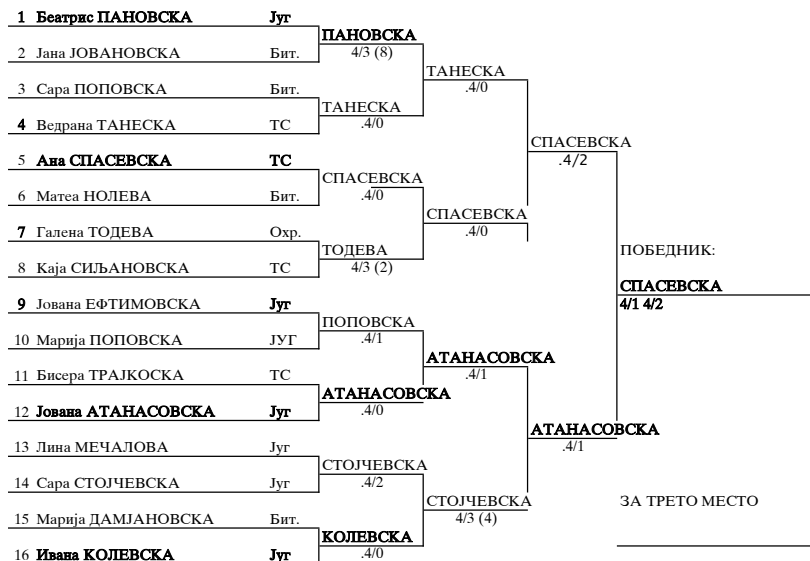 1 Беатрис ПАНОВСКА Југ
ПАНОВСКА
2 Јана ЈОВАНОВСКА Бит.
4/3 (8)
ТАНЕСКА
3 Сара ПОПОВСКА Бит.
.4/0
ТАНЕСКА
4 Ведрана ТАНЕСКА ТС
.4/0
СПАСЕВСКА
5 Ана СПАСЕВСКА ТС
.4/2
СПАСЕВСКА
6 Матеа НОЛЕВА Бит.
.4/0
СПАСЕВСКА
7 Галена ТОДЕВА Охр.
.4/0
ТОДЕВА
ПОБЕДНИК:
8 Каја СИЉАНОВСКА ТС
4/3 (2)
СПАСЕВСКА
9 Јована ЕФТИМОВСКА Југ
4/1 4/2
ПОПОВСКА
10 Марија ПОПОВСКА ЈУГ
.4/1
АТАНАСОВСКА
11 Бисера ТРАЈКОСКА ТС
.4/1
АТАНАСОВСКА
12 Јована АТАНАСОВСКА Југ
.4/0
АТАНАСОВСКА
13 Лина МЕЧАЛОВА Југ
.4/1
СТОЈЧЕВСКА
14 Сара СТОЈЧЕВСКА Југ
.4/2
СТОЈЧЕВСКА
ЗА ТРЕТО МЕСТО
15 Марија ДАМЈАНОВСКА Бит.
4/3 (4)
КОЛЕВСКА
16 Ивана КОЛЕВСКА Југ
.4/0